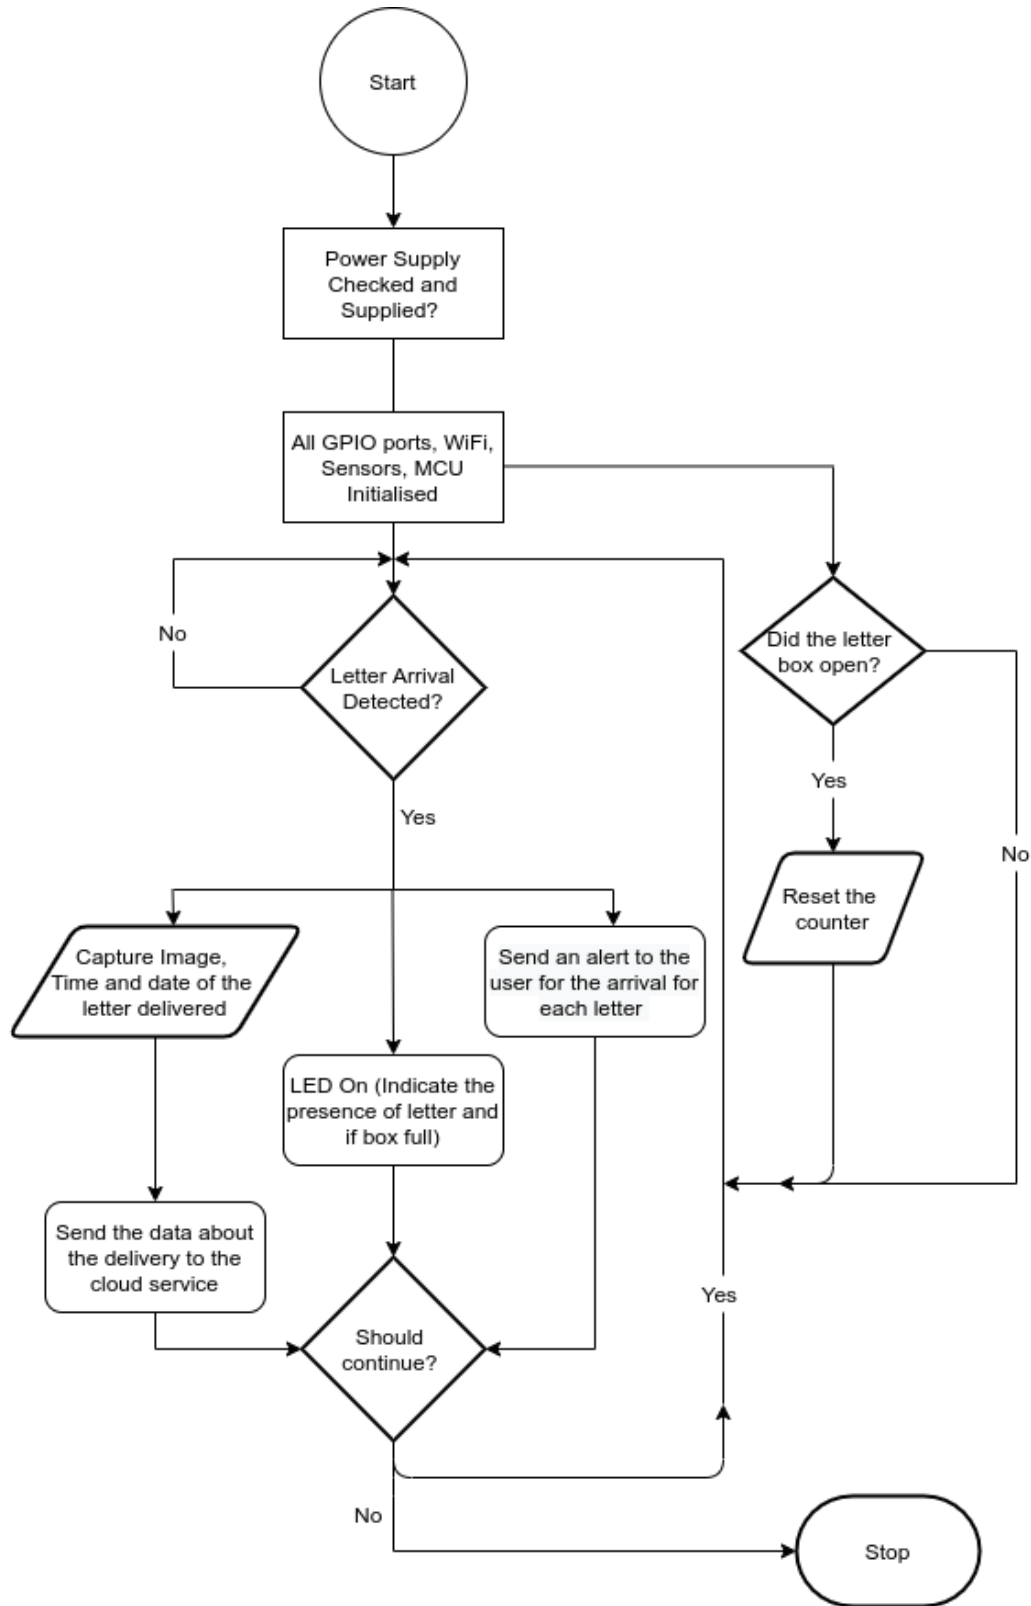 Start
Power Supply
Checked and
Supplied?
All GPIO ports, WiFi,
Sensors, MCU
Initialised
No
Letter Arrival
Detected?
Did the letter
box open?
Yes
Yes
No
Reset the
counter
Capture Image,
Time and date of the
letter delivered
Send an alert to the
user for the arrival for
each letter
LED On (Indicate the
presence of letter and
if box full)
Send the data about
the delivery to the
cloud service
Yes
Should
continue?
No
Stop